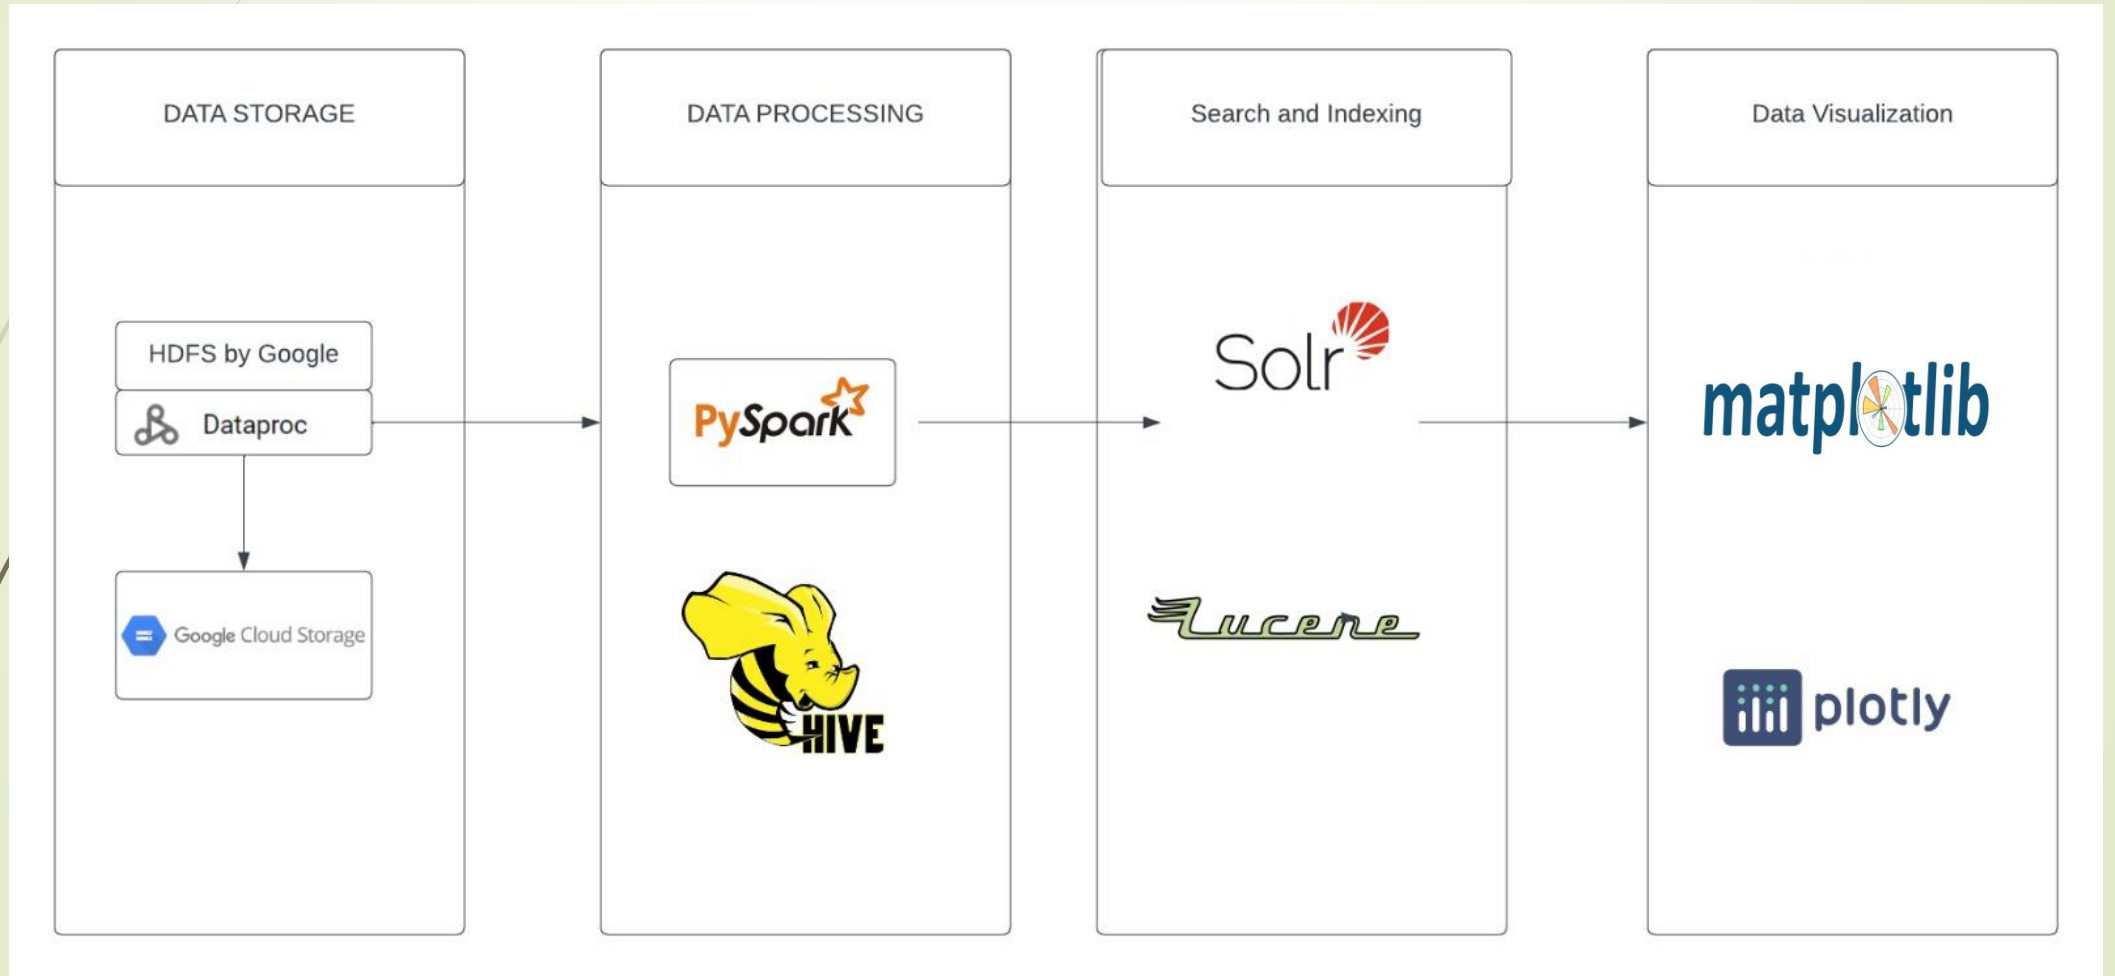 DATA STORAGE
HDFS by Google
Dataproc
Google Cloud Storage
DATA PROCESSING
PySpark
HIVE
Search and Indexing
Solr
Lucene
Data Visualization
matplotlib
plotly